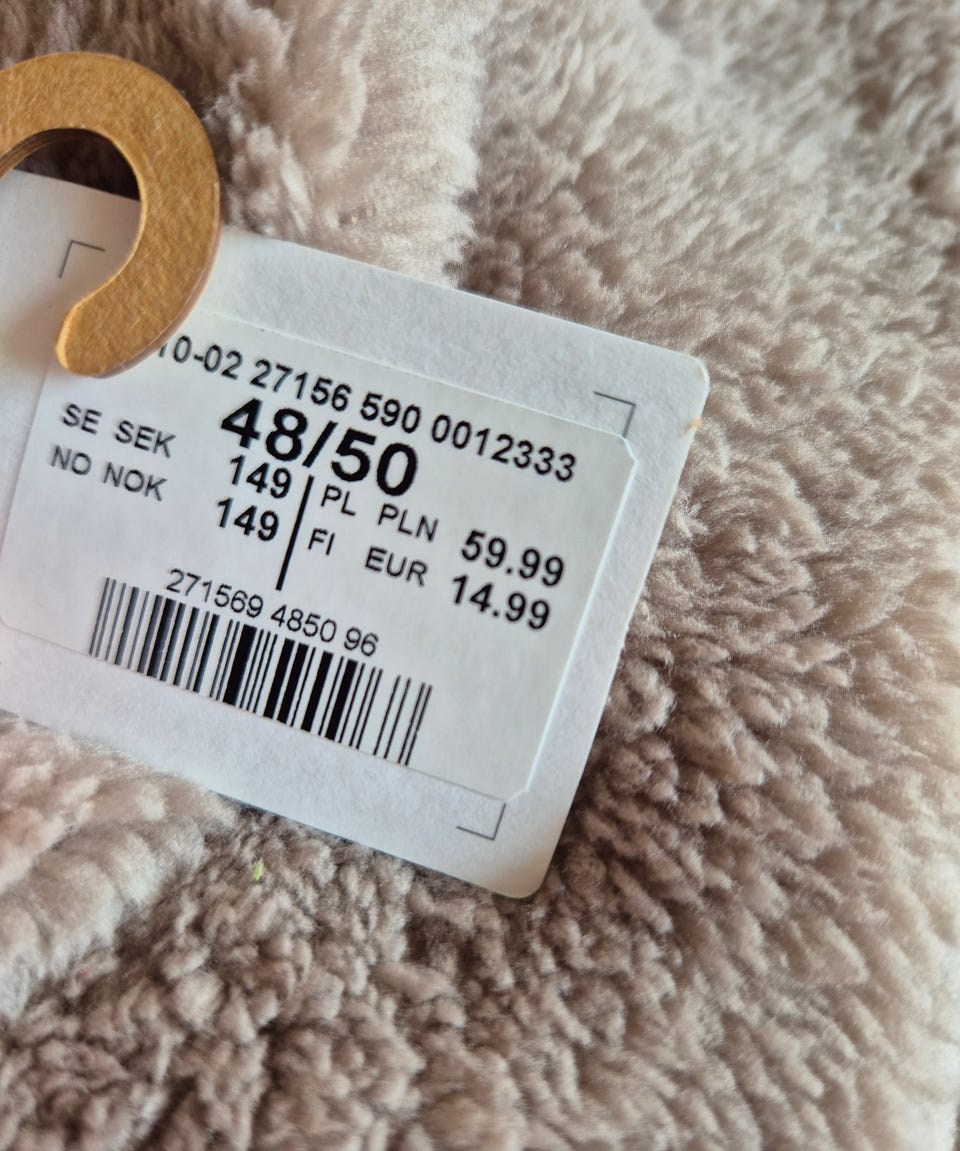 10-02 27156 590 0012333
48/50
SE SEK 149 PL PLN 59.99
NO NOK 149 FI EUR 14.99
271569 4850 96